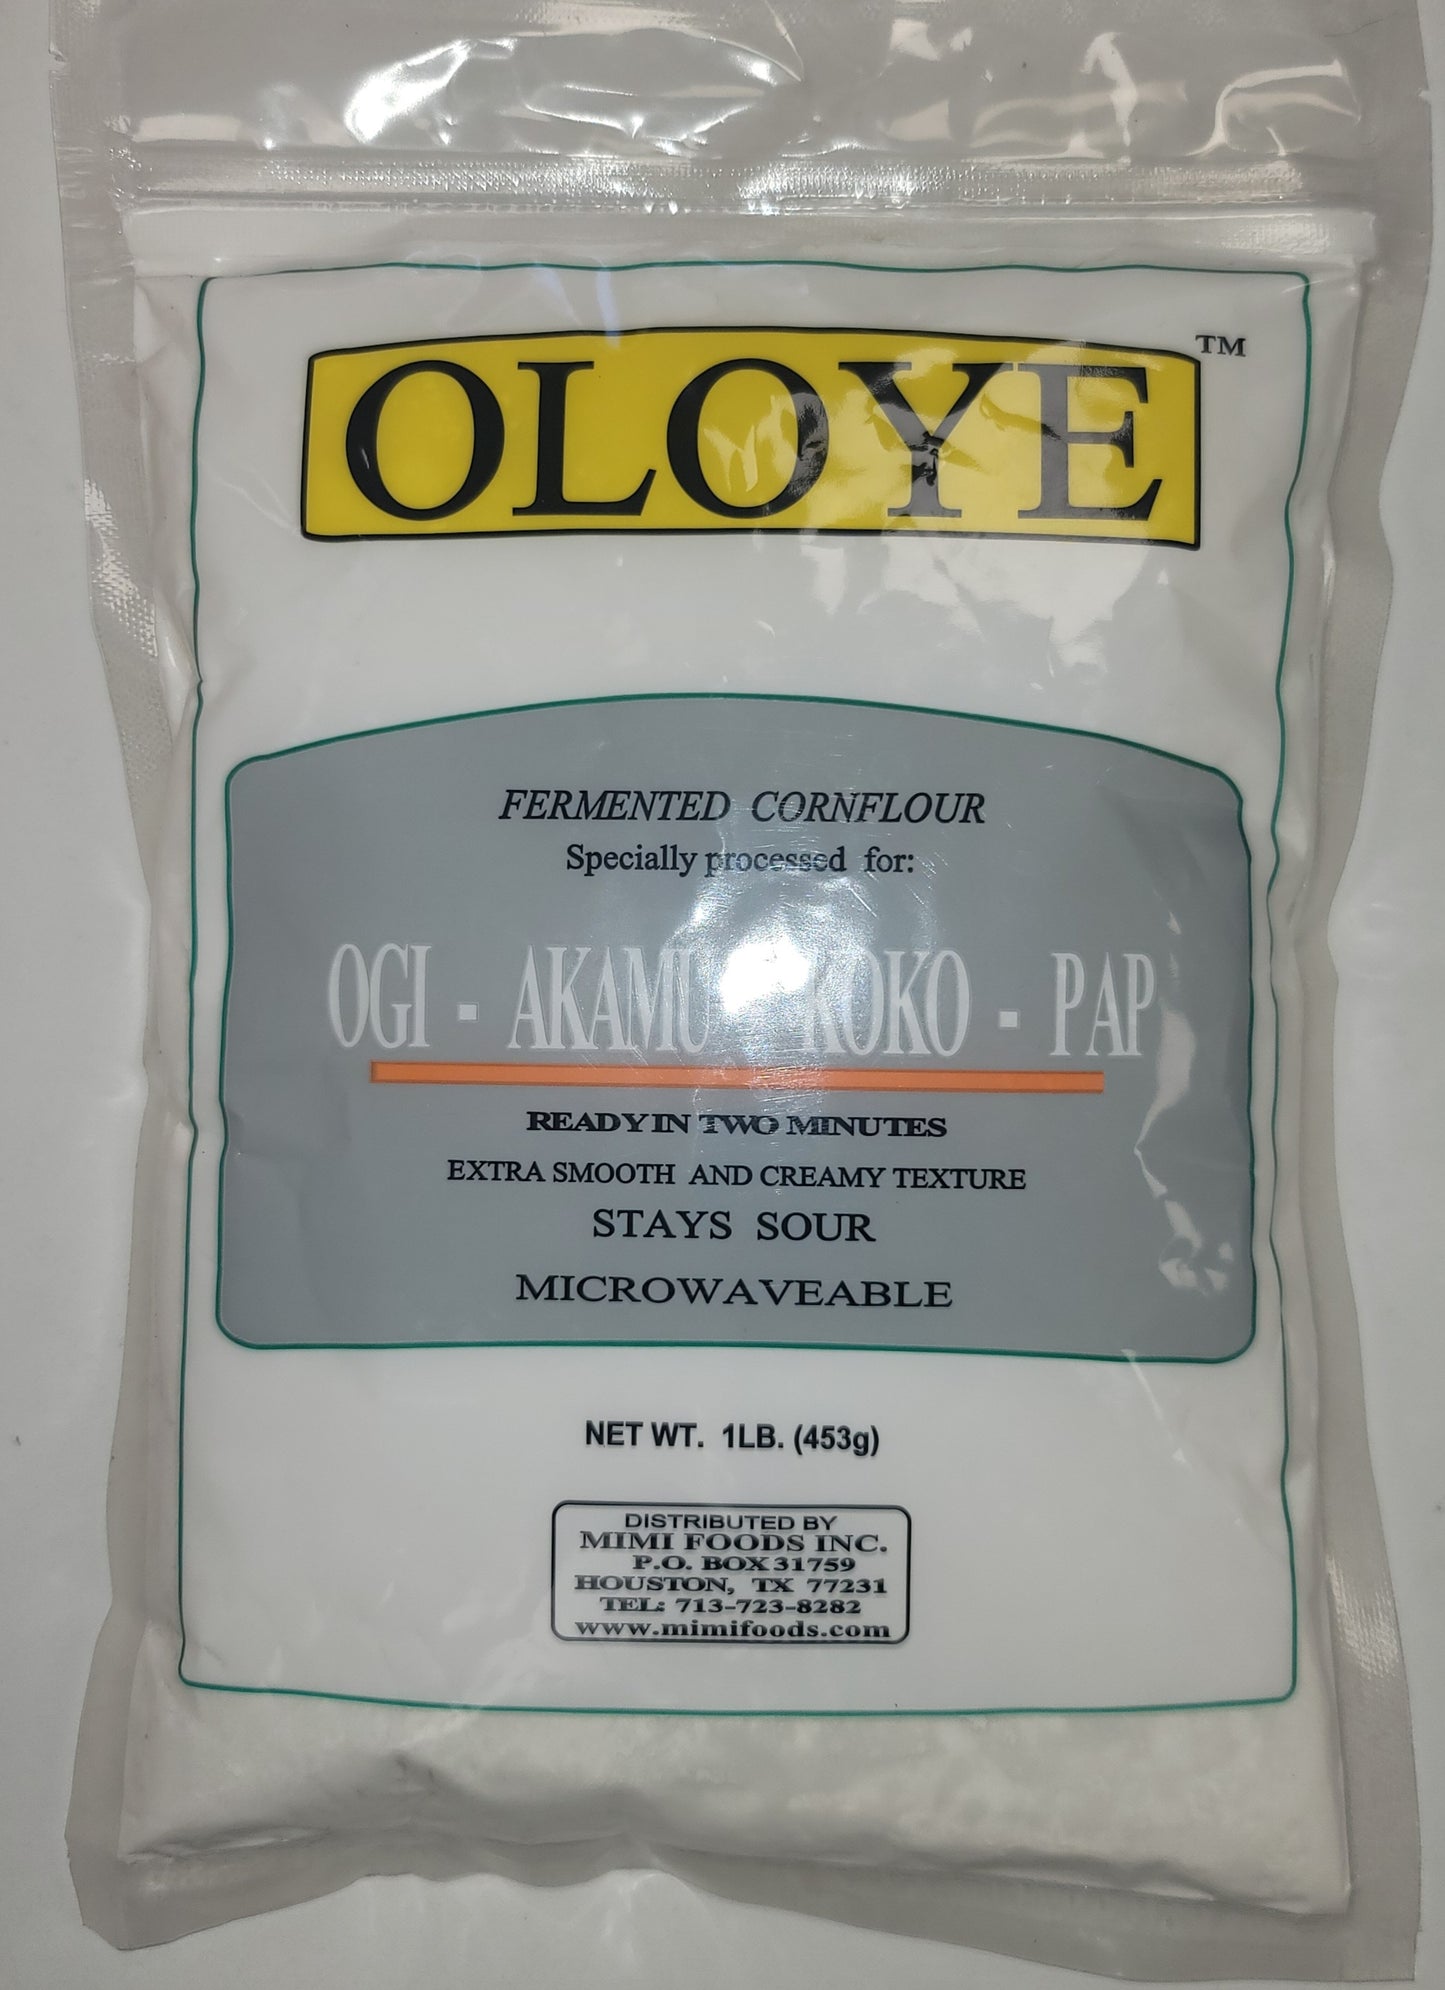 OLOYE™
FERMENTED CORNFLOUR
Specially processed for:
OGI - AKAMU KOKO - PAP
READY IN TWO MINUTES
EXTRA SMOOTH AND CREAMY TEXTURE
STAYS SOUR
MICROWAVEABLE
NET WT. 1LB. (453g)
DISTRIBUTED BY
MIMI FOODS INC.
P.O. BOX 31759
HOUSTON, TX 77231
TEL: 713-723-8282
www.mimifoods.com